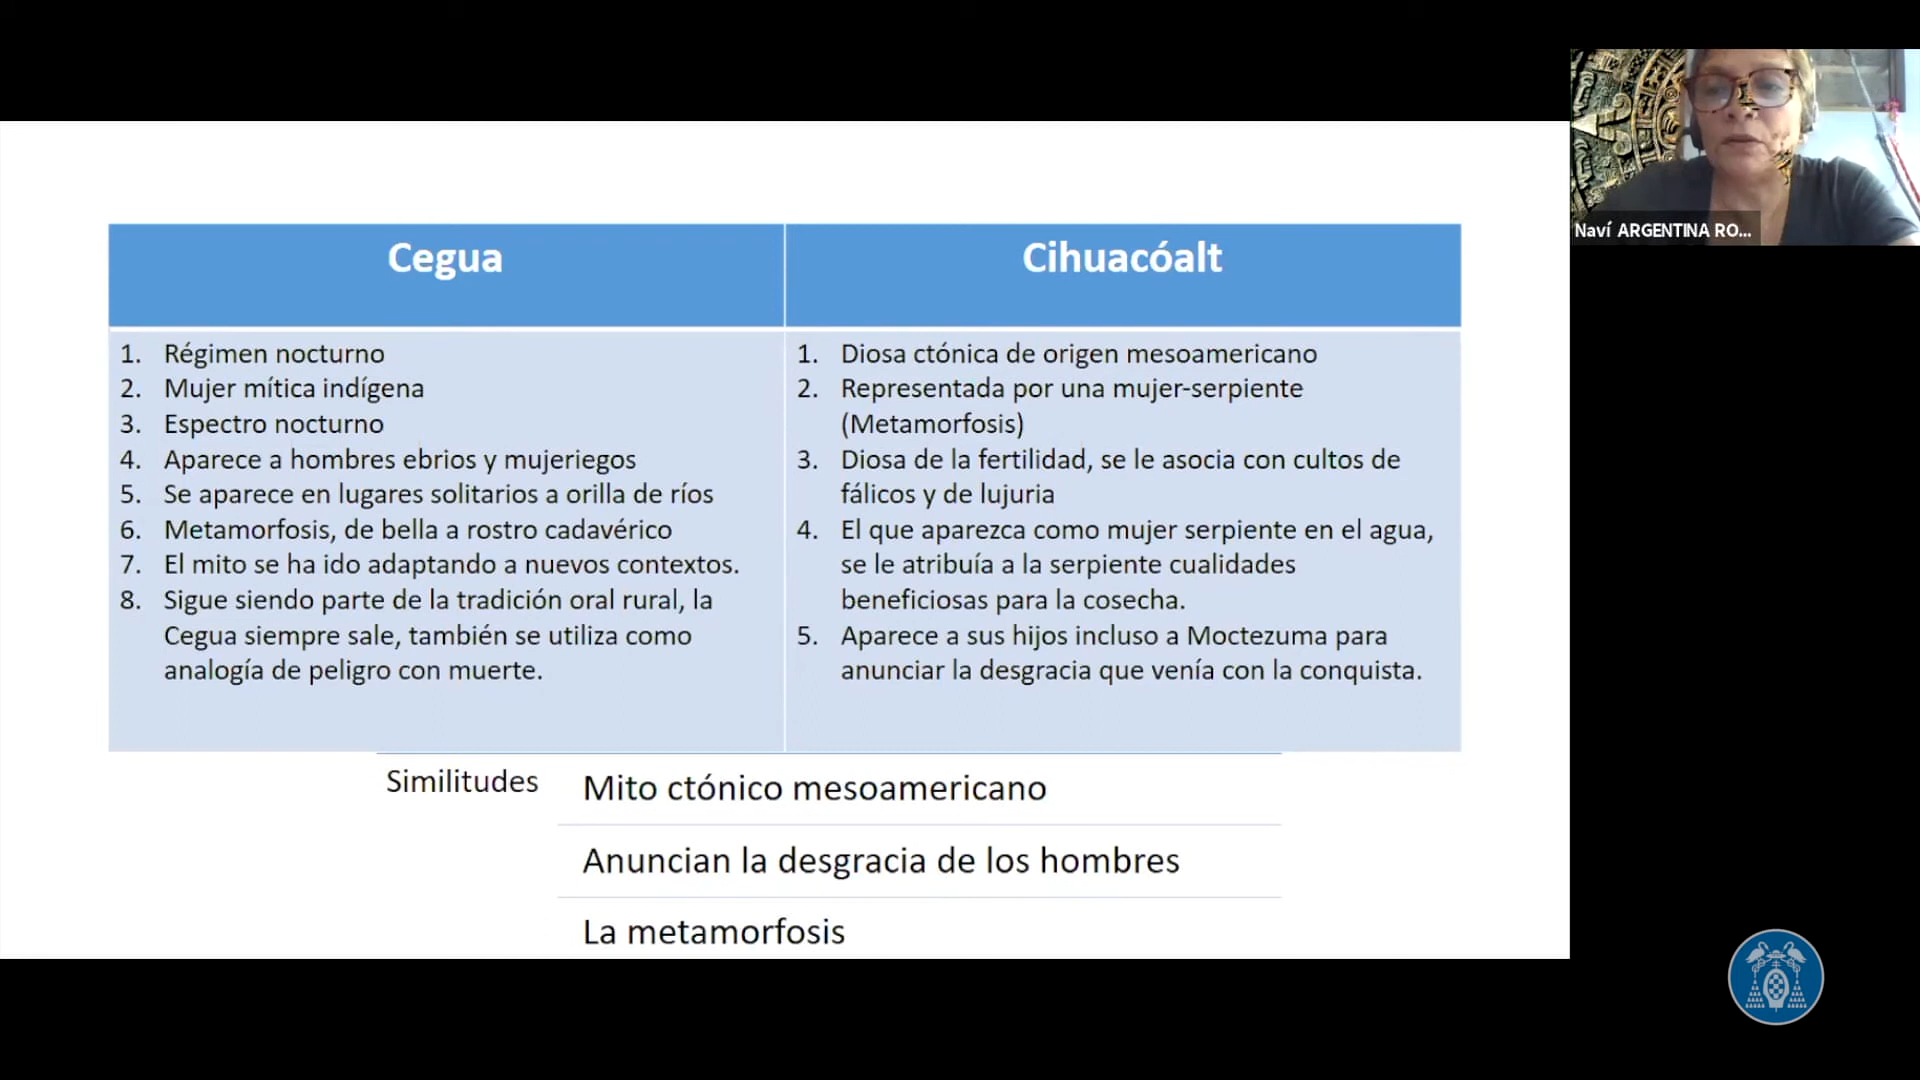 Naví ARGENTINA RO...
Cegua
Cihuacóalt
1. Régimen nocturno
2. Mujer mítica indígena
3. Espectro nocturno
4. Aparece a hombres ebrios y mujeriegos
5. Se aparece en lugares solitarios a orilla de ríos
6. Metamorfosis, de bella a rostro cadavérico
7. El mito se ha ido adaptando a nuevos contextos.
8. Sigue siendo parte de la tradición oral rural, la
Cegua siempre sale, también se utiliza como
analogía de peligro con muerte.
1. Diosa ctónica de origen mesoamericano
2. Representada por una mujer-serpiente
(Metamorfosis)
3. Diosa de la fertilidad, se le asocia con cultos de
fálicos y de lujuria
4. El que aparezca como mujer serpiente en el agua,
se le atribuía a la serpiente cualidades
beneficiosas para la cosecha.
5. Aparece a sus hijos incluso a Moctezuma para
anunciar la desgracia que venía con la conquista.
Similitudes
Mito ctónico mesoamericano
Anuncian la desgracia de los hombres
La metamorfosis